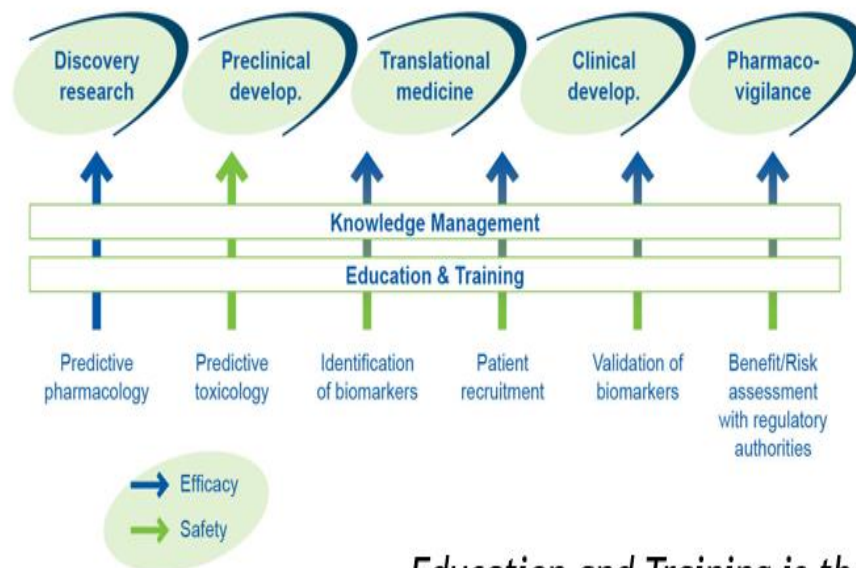 Discovery
research
Preclinical
develop.
Translational
medicine
Clinical
develop.
Pharmaco-
vigilance
Knowledge Management
Education & Training
Predictive
pharmacology
Predictive
toxicology
Identification
of biomarkers
Patient
recruitment
Validation of
biomarkers
Benefit/Risk
assessment
with regulatory
authorities
Efficacy
Safety
Education and Training is th